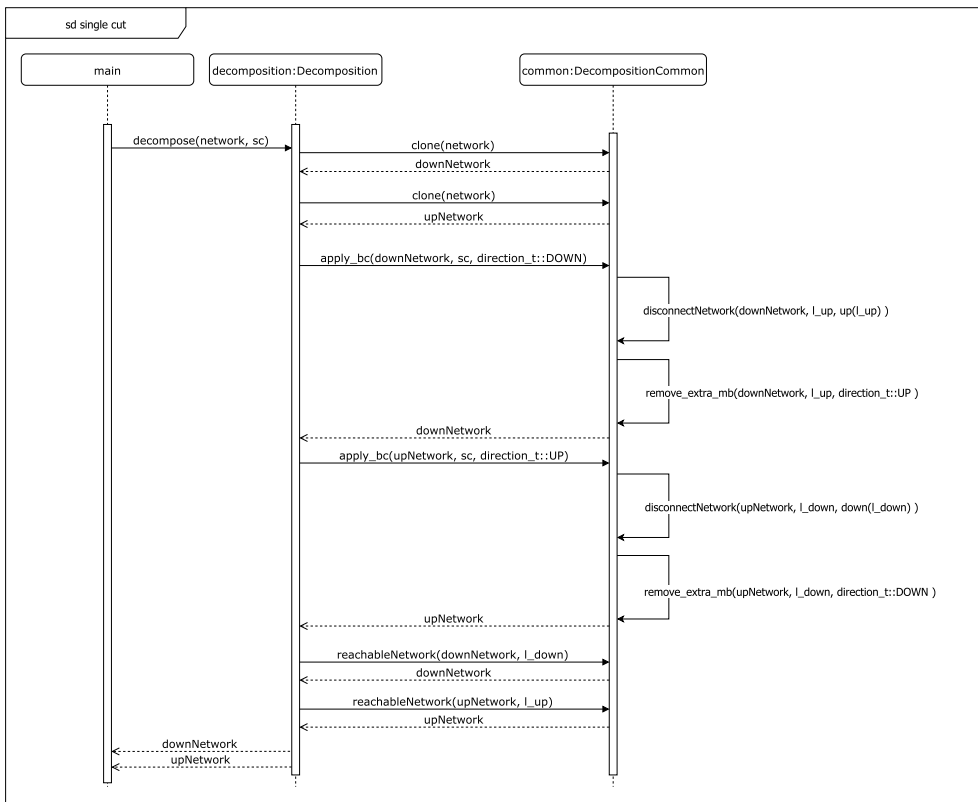 sd single cut
main
decomposition:Decomposition
common:DecompositionCommon
decompose(network, sc)
clone(network)
downNetwork
clone(network)
upNetwork
apply_bc(downNetwork, sc, direction_t::DOWN)
disconnectNetwork(downNetwork, l_up, up(l_up) )
remove_extra_mb(downNetwork, l_up, direction_t::UP )
downNetwork
apply_bc(upNetwork, sc, direction_t::UP)
disconnectNetwork(upNetwork, l_down, down(l_down) )
remove_extra_mb(upNetwork, l_down, direction_t::DOWN )
upNetwork
reachableNetwork(downNetwork, l_down)
downNetwork
reachableNetwork(upNetwork, l_up)
upNetwork
downNetwork
upNetwork